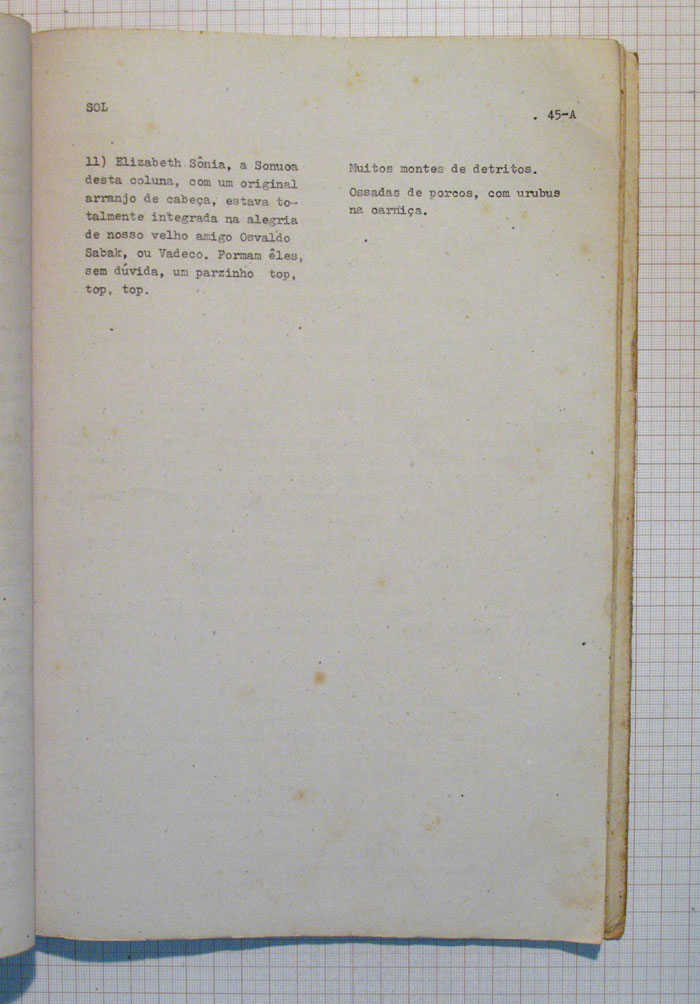 SOL
. 45-A
11) Elizabeth Sônia, a Sonuoa
desta coluna, com um original
arranjo de cabeça, estava to-
talmente integrada na alegria
de nosso velho amigo Osvaldo
Sabak, ou Vadeco. Formam êles,
sem dúvida, um parzinho top,
top, top.
Muitos montes de detritos.
Ossadas de porcos, com urubus
na carniça.